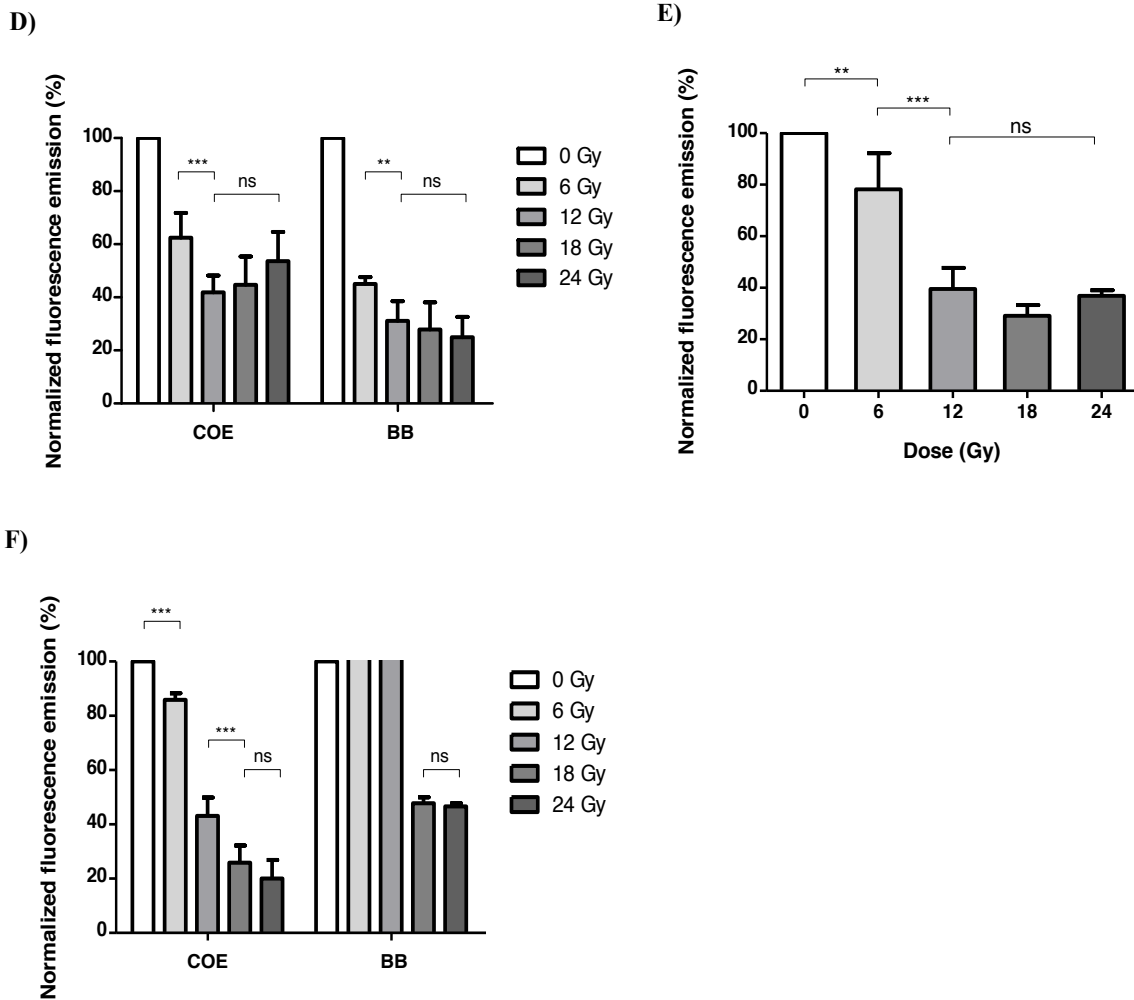 D)
Normalized fluorescence emission (%)
100
80
60
40
20
0
***
ns
**
ns
COE
BB
0 Gy
6 Gy
12 Gy
18 Gy
24 Gy
E)
Normalized fluorescence emission (%)
100
80
60
40
20
0
**
***
ns
0 6 12 18 24
Dose (Gy)
F)
Normalized fluorescence emission (%)
100
80
60
40
20
0
***
***
ns
ns
COE
BB
0 Gy
6 Gy
12 Gy
18 Gy
24 Gy